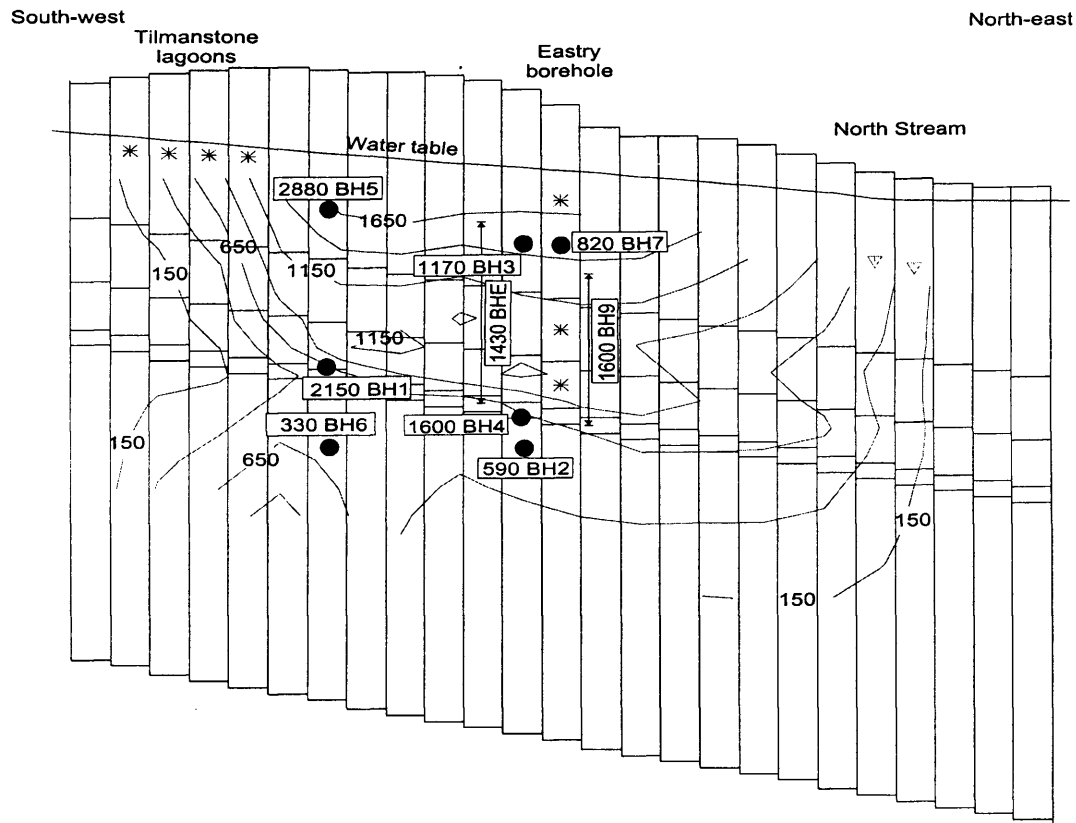 South-west
North-east
Tilmanstone
lagoons
Eastry
borehole
North Stream
Water table
2880 BH5
1650
820 BH7
650
1170 BH3
150
1150
1430 BHE
1600 BH9
1150
2150 BH1
330 BH6
1600 BH4
150
650
590 BH2
150
150